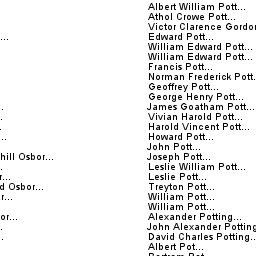 Albert William Pott...
Athol Crowe Pott...
Victor Clarence Gordon
... Edward Pott...
William Edward Pott...
William Edward Pott...
Francis Pott...
Norman Frederick Pott.
Geoffrey Pott...
George Henry Pott...
.. James Goatham Pott...
. Vivian Harold Pott...
. Harold Vincent Pott...
.. Howard Pott...
John Pott...
hill Osbor... Joseph Pott...
. Leslie William Pott...
r... Leslie Pott...
d Osbor... Treyton Pott...
r... William Pott...
William Pott...
or... Alexander Potting...
. John Alexander Potting
.. David Charles Potting...
Albert Pot...